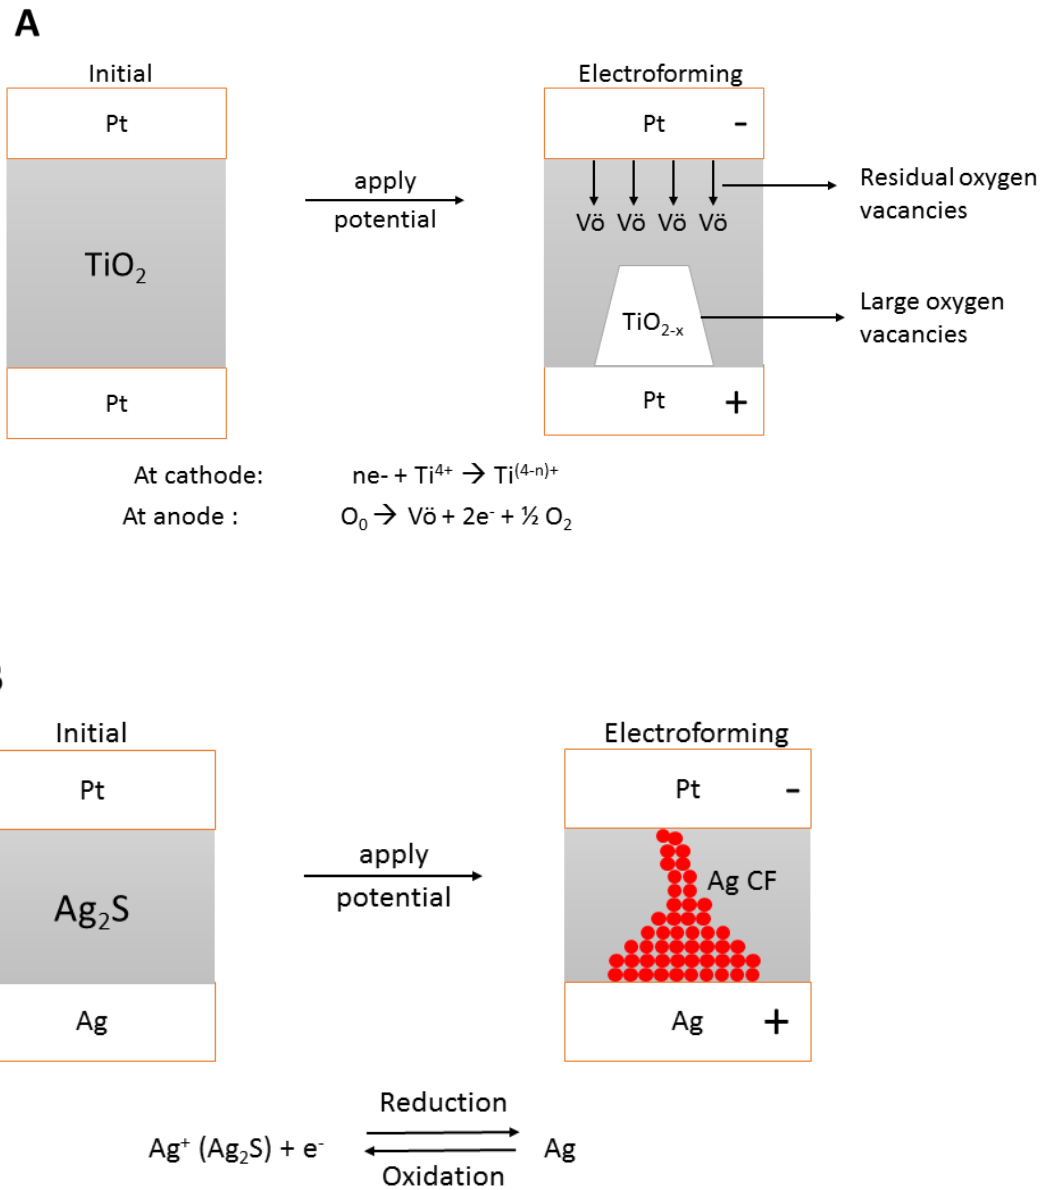 A
Initial
Electroforming
Pt
Pt -
apply
potential
Residual oxygen
vacancies
Vö Vö Vö Vö
TiO₂
TiO₂₋ₓ
Large oxygen
vacancies
Pt
Pt +
At cathode: ne- + Ti⁴⁺ → Ti⁽⁴⁻ⁿ⁾⁺
At anode : O₀ → Vö + 2e⁻ + ½ O₂
Initial
Electroforming
Pt
Pt -
apply
potential
Ag₂S
Ag CF
Ag
Ag +
Reduction
Ag⁺ (Ag₂S) + e⁻ Ag
Oxidation